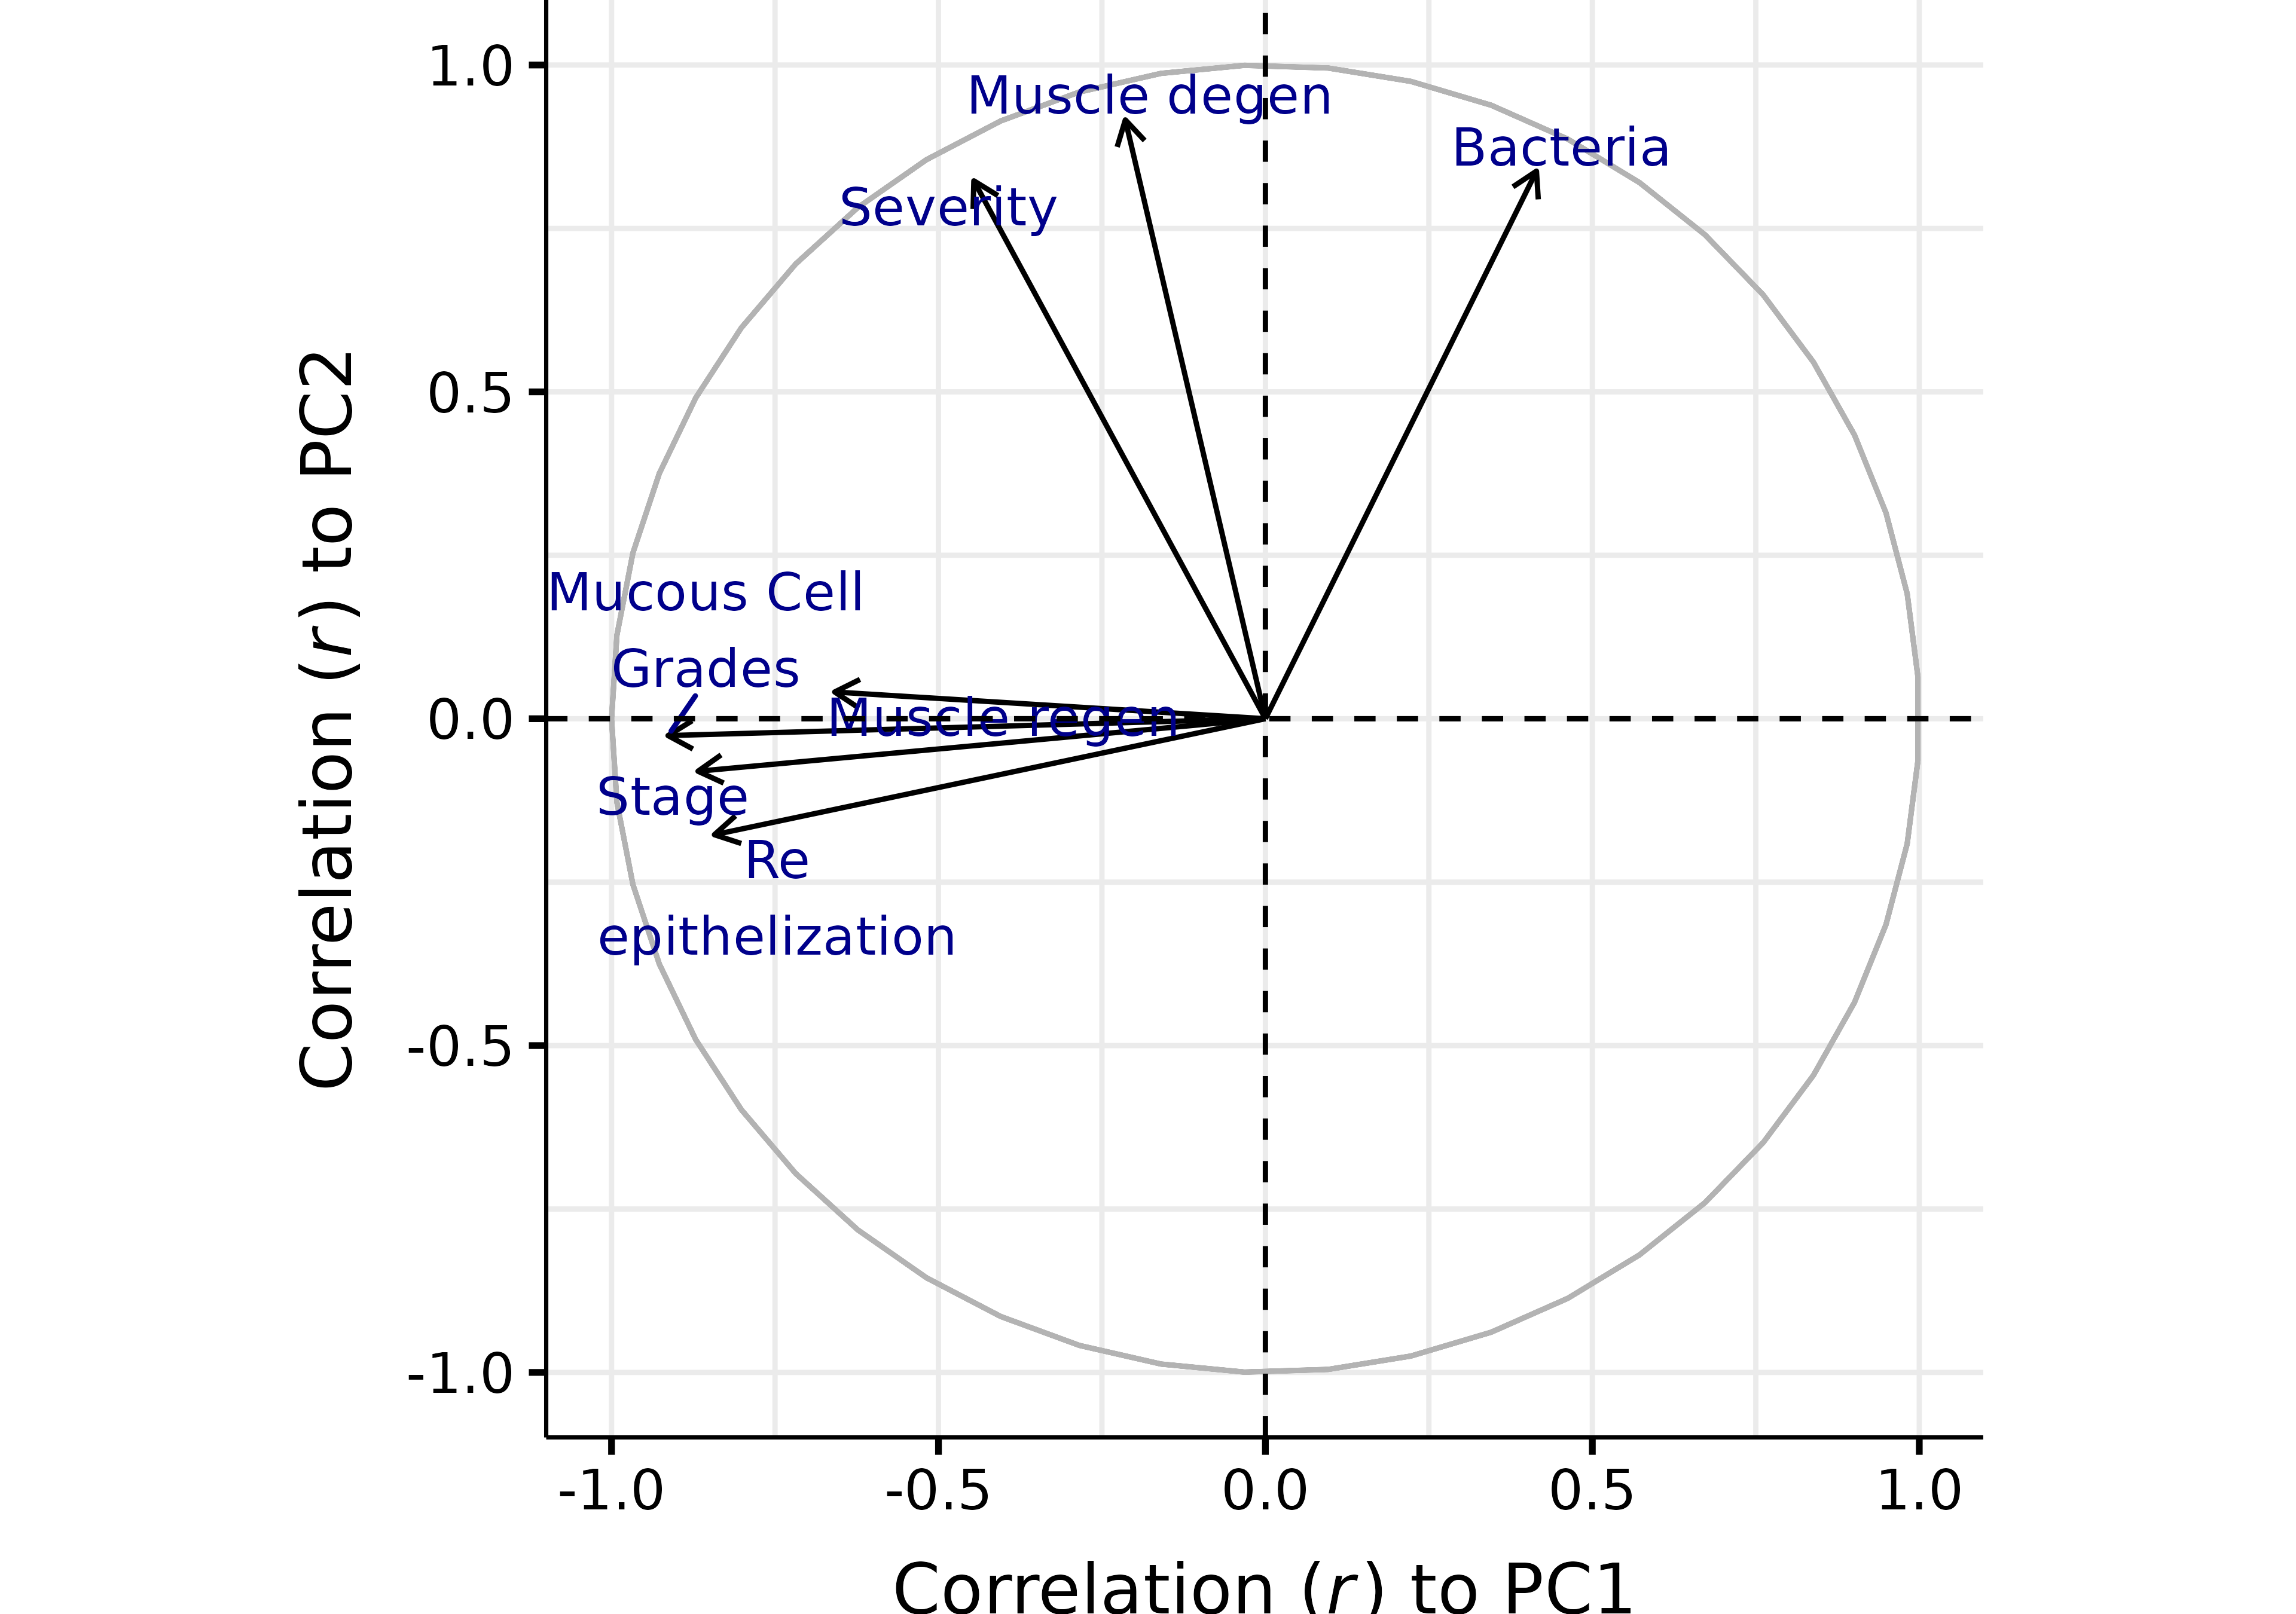 1.0
Muscle degen
Bacteria
Severity
0.5
Mucous Cell
Grades
0.0
Muscle regen
Stage
Re
epithelization
-0.5
-1.0
-1.0
-0.5
0.0
0.5
1.0
Correlation (r) to PC2
Correlation (r) to PC1